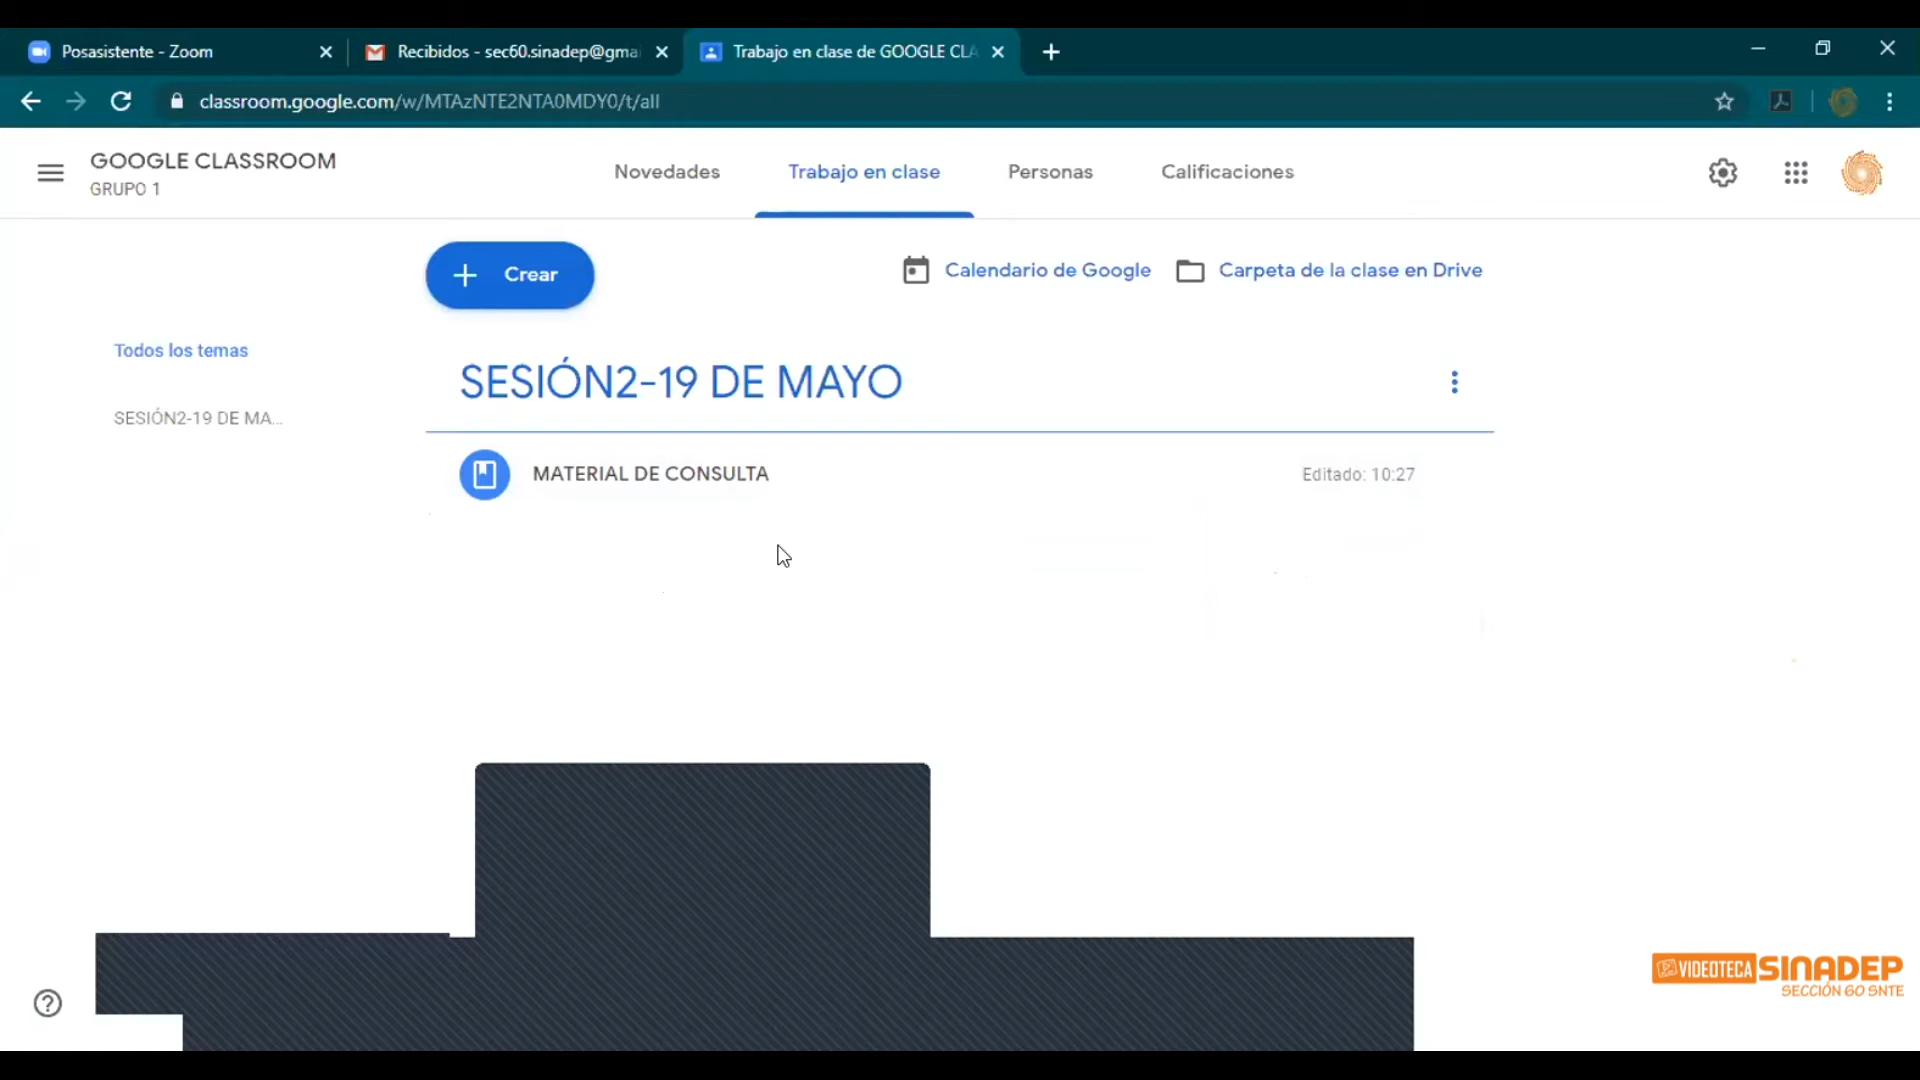 Posasistente - Zoom
Recibidos - sec60.sinadep@gma
Trabajo en clase de GOOGLE CLA
classroom.google.com/w/MTAzNTE2NTA0MDY0/t/all
GOOGLE CLASSROOM
GRUPO 1
Novedades
Trabajo en clase
Personas
Calificaciones
Crear
Calendario de Google
Carpeta de la clase en Drive
Todos los temas
SESIÓN2-19 DE MA...
SESIÓN2-19 DE MAYO
MATERIAL DE CONSULTA
Editado: 10:27
VIDEOTECA SINADEP
SECCIÓN 60 SNTE